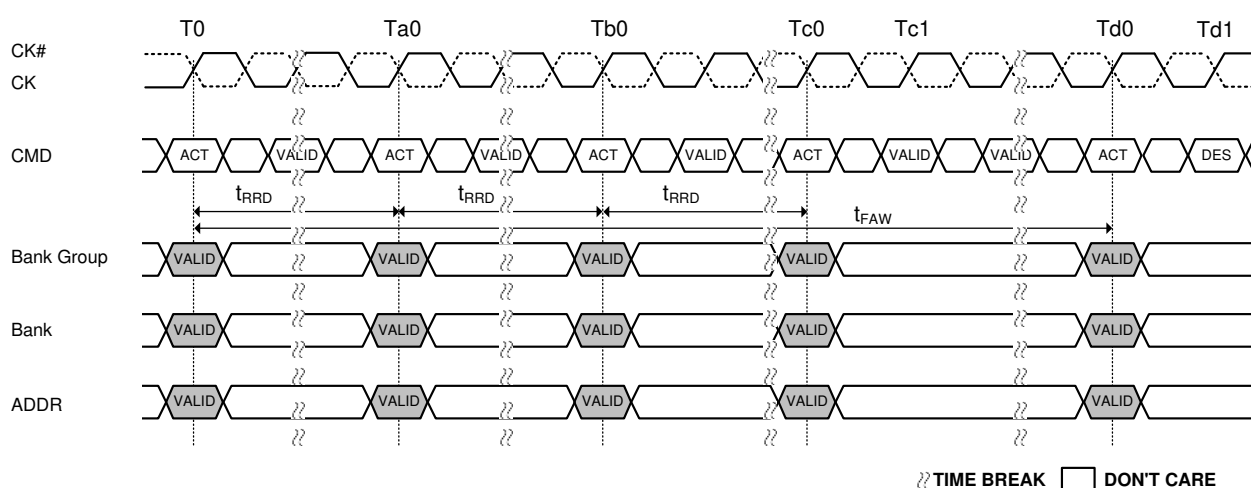 T0 Ta0 Tb0 Tc0 Tc1 Td0 Td1
CK#
CK
CMD ACT VALID ACT VALID ACT VALID ACT VALID VALID ACT DES
tRRD tRRD tRRD
tFAW
Bank Group VALID VALID VALID VALID VALID
Bank VALID VALID VALID VALID VALID
ADDR VALID VALID VALID VALID VALID
TIME BREAK DON'T CARE